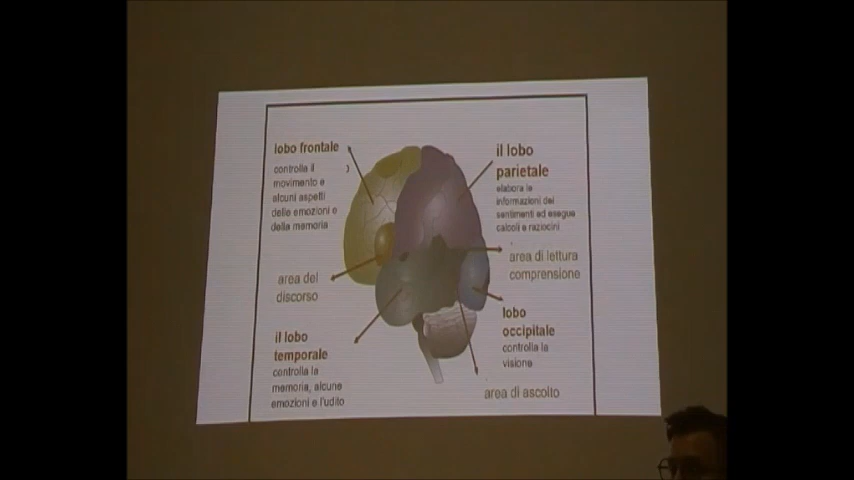 lobo frontale
controlla il
movimento e
alcuni aspetti
delle emozioni e
della memoria
il lobo
parietale
elabora le
informazioni dei
sentimenti ed esegue
calcoli e raziocini
area del
discorso
area di lettura
comprensione
il lobo
temporale
controlla la
memoria, alcune
emozioni e l'udito
lobo
occipitale
controlla la
visione
area di ascolto